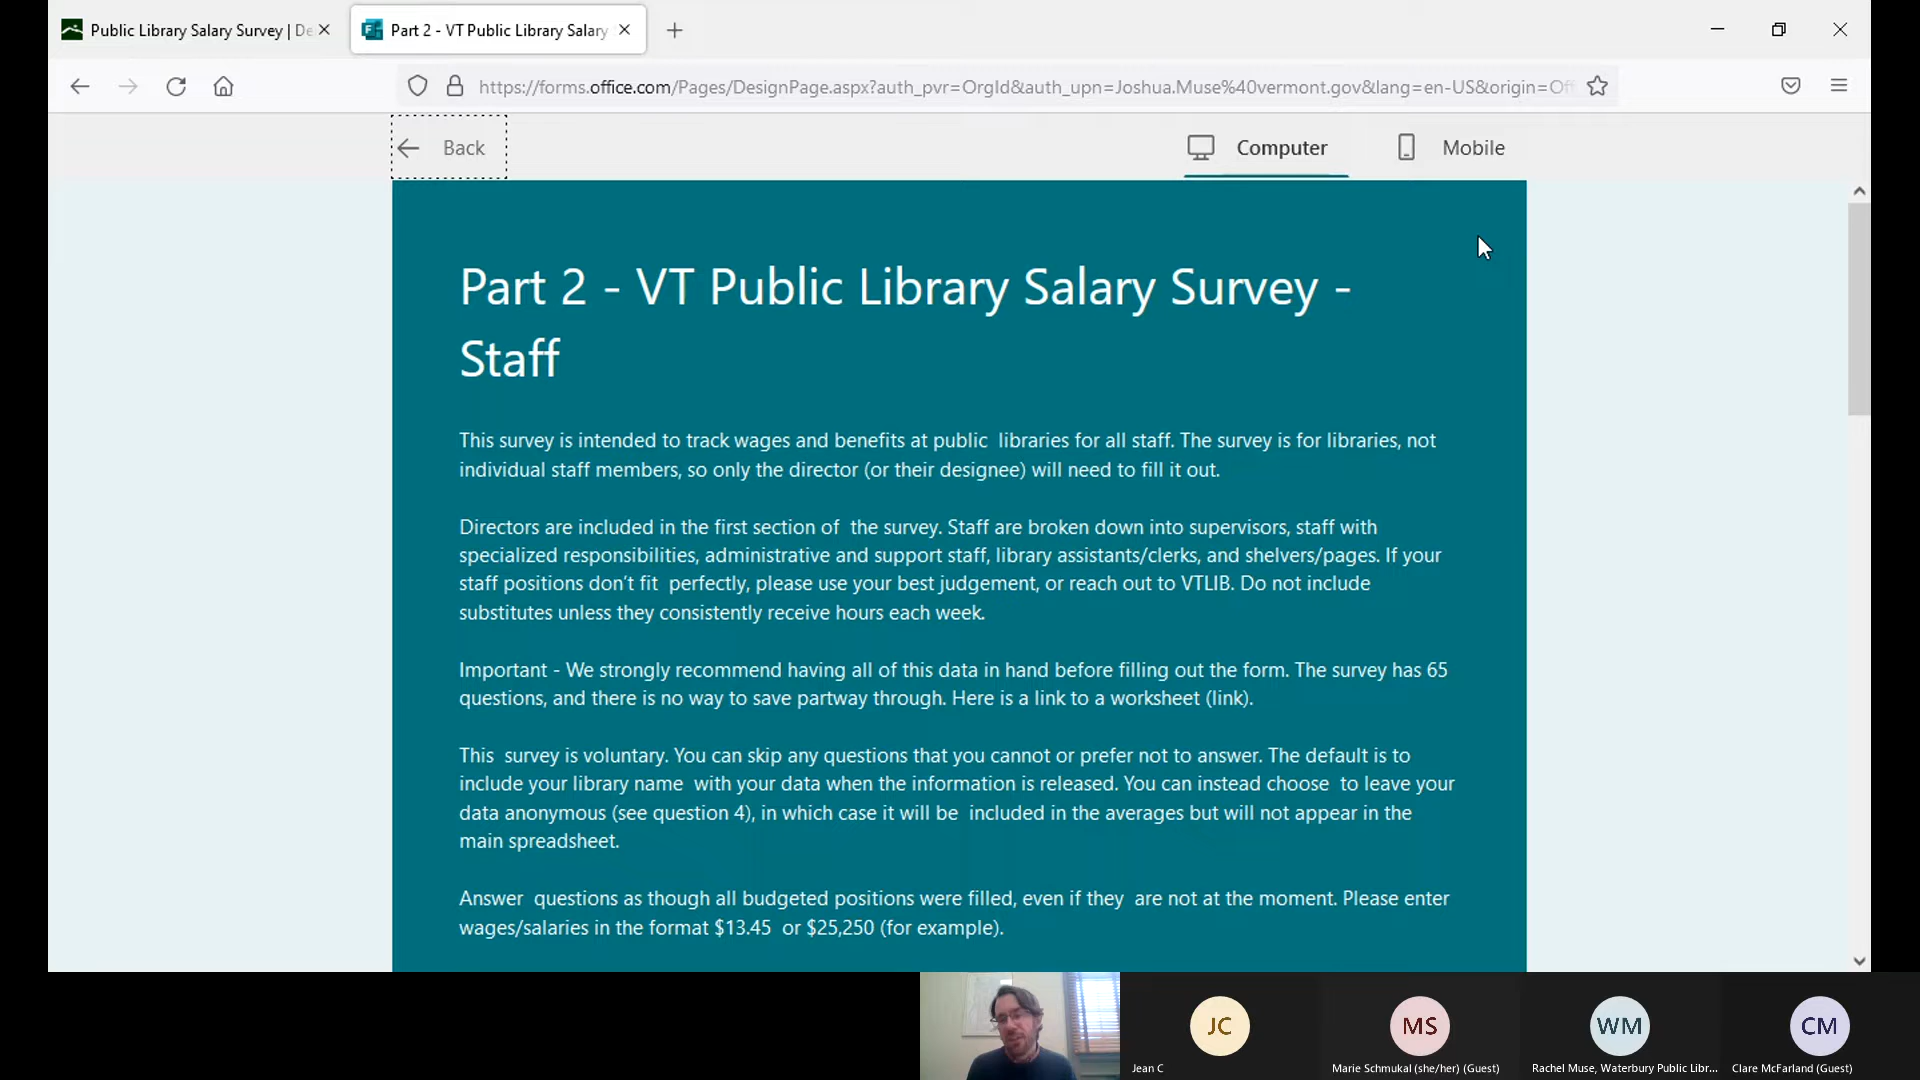 Public Library Salary Survey | De
Part 2 - VT Public Library Salary
https://forms.office.com/Pages/DesignPage.aspx?auth_pvr=OrgId&auth_upn=Joshua.Muse%40vermont.gov&lang=en-US&origin=Off
Back
Computer
Mobile
Part 2 - VT Public Library Salary Survey -
Staff
This survey is intended to track wages and benefits at public libraries for all staff. The survey is for libraries, not
individual staff members, so only the director (or their designee) will need to fill it out.
Directors are included in the first section of the survey. Staff are broken down into supervisors, staff with
specialized responsibilities, administrative and support staff, library assistants/clerks, and shelvers/pages. If your
staff positions don't fit perfectly, please use your best judgement, or reach out to VTLIB. Do not include
substitutes unless they consistently receive hours each week.
Important - We strongly recommend having all of this data in hand before filling out the form. The survey has 65
questions, and there is no way to save partway through. Here is a link to a worksheet (link).
This survey is voluntary. You can skip any questions that you cannot or prefer not to answer. The default is to
include your library name with your data when the information is released. You can instead choose to leave your
data anonymous (see question 4), in which case it will be included in the averages but will not appear in the
main spreadsheet.
Answer questions as though all budgeted positions were filled, even if they are not at the moment. Please enter
wages/salaries in the format $13.45 or $25,250 (for example).
JC
MS
WM
CM
Jean C
Marie Schmukal (she/her) (Guest)
Rachel Muse, Waterbury Public Libr...
Clare McFarland (Guest)